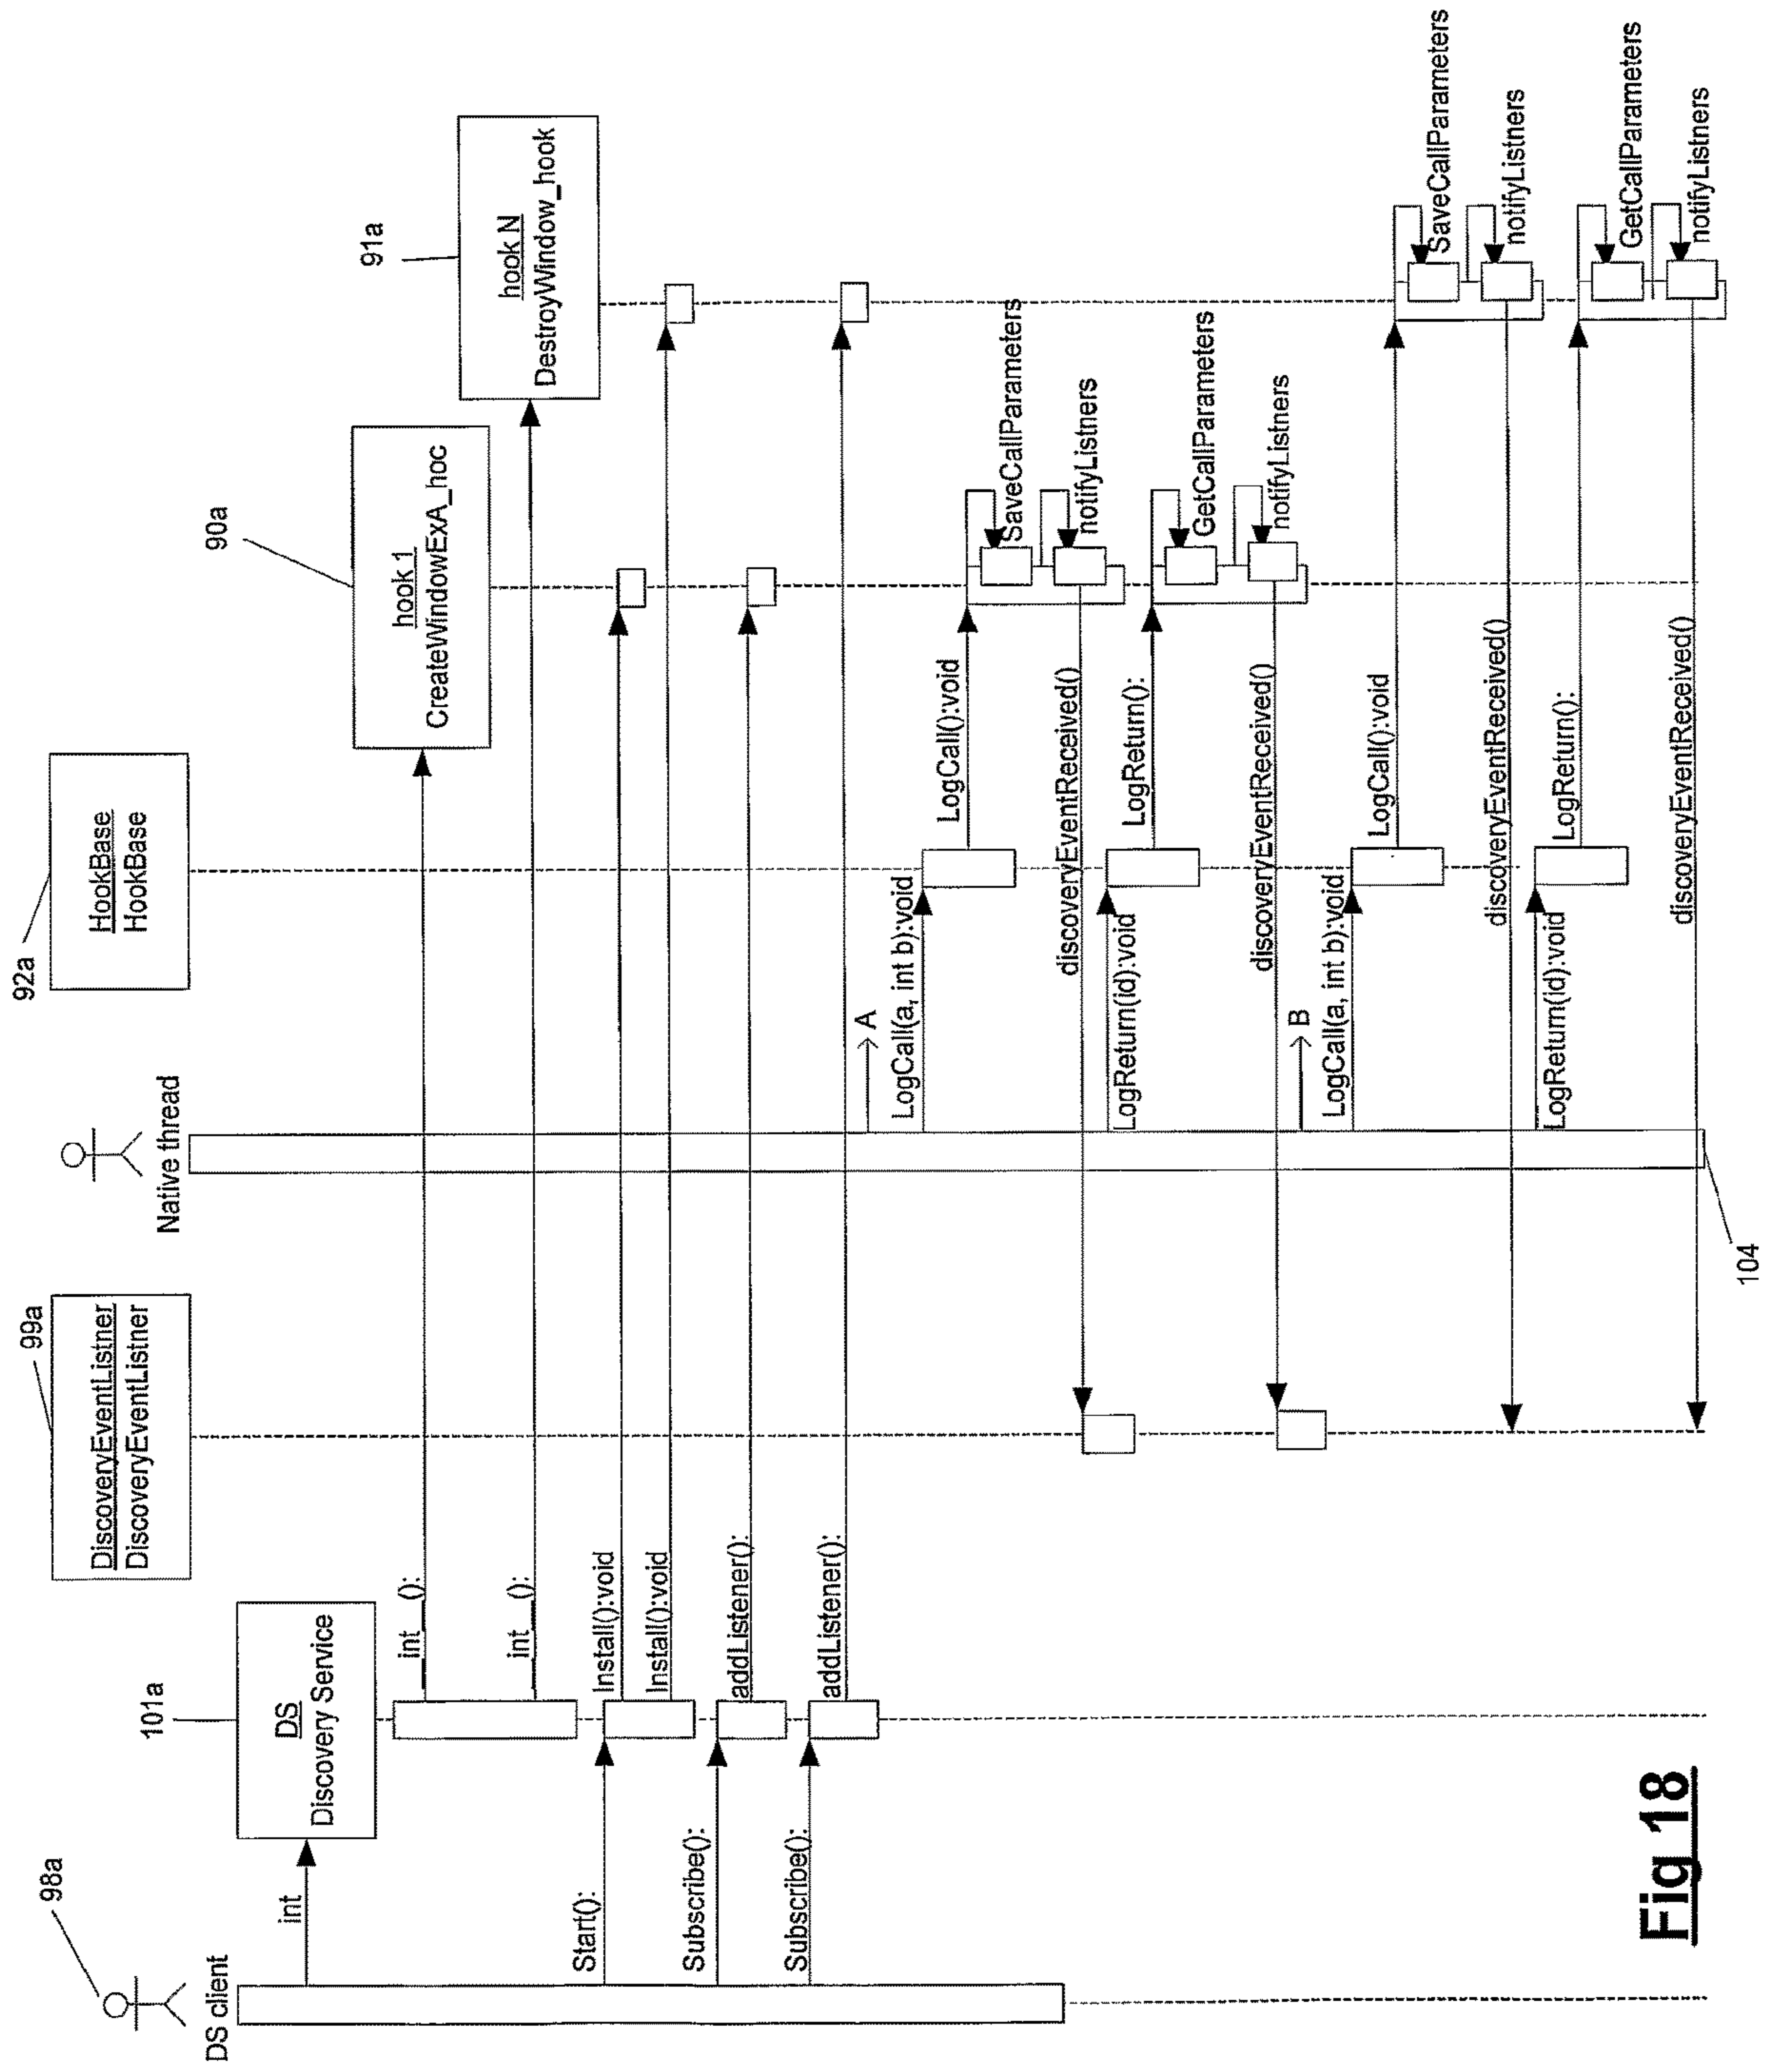 98a
DS client
int
Start():
Subscribe():
Subscribe():
101a
DS
Discovery Service
int__():
int__():
Install():void
Install():void
addListener():
addListener():
99a
DiscoveryEventListner
DiscoveryEventListner
Native thread
104
92a
HookBase
HookBase
A
LogCall(a, int b):void
LogReturn(id):void
B
LogCall(a, int b):void
LogReturn(id):void
90a
hook 1
CreateWindowExA_hoc
LogCall():void
discoveryEventReceived()
LogReturn():
discoveryEventReceived()
LogCall():void
discoveryEventReceived()
LogReturn():
discoveryEventReceived()
SaveCallParameters
notifyListners
GetCallParameters
notifyListners
91a
hook N
DestroyWindow_hook
SaveCallParameters
notifyListners
GetCallParameters
notifyListners
Fig 18